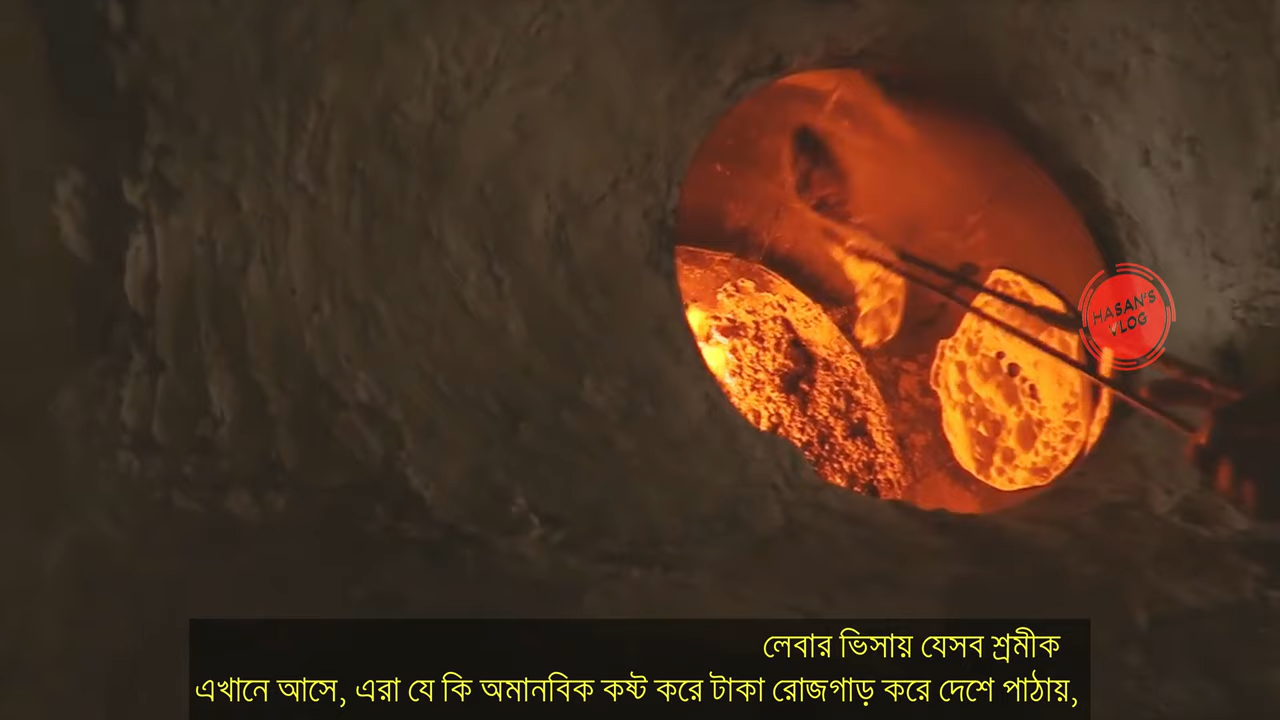 HASAN'S
VLOG
লেবার ভিসায় যেসব শ্রমীক
এখানে আসে, এরা যে কি অমানবিক কষ্ট করে টাকা রোজগাড় করে দেশে পাঠায়,